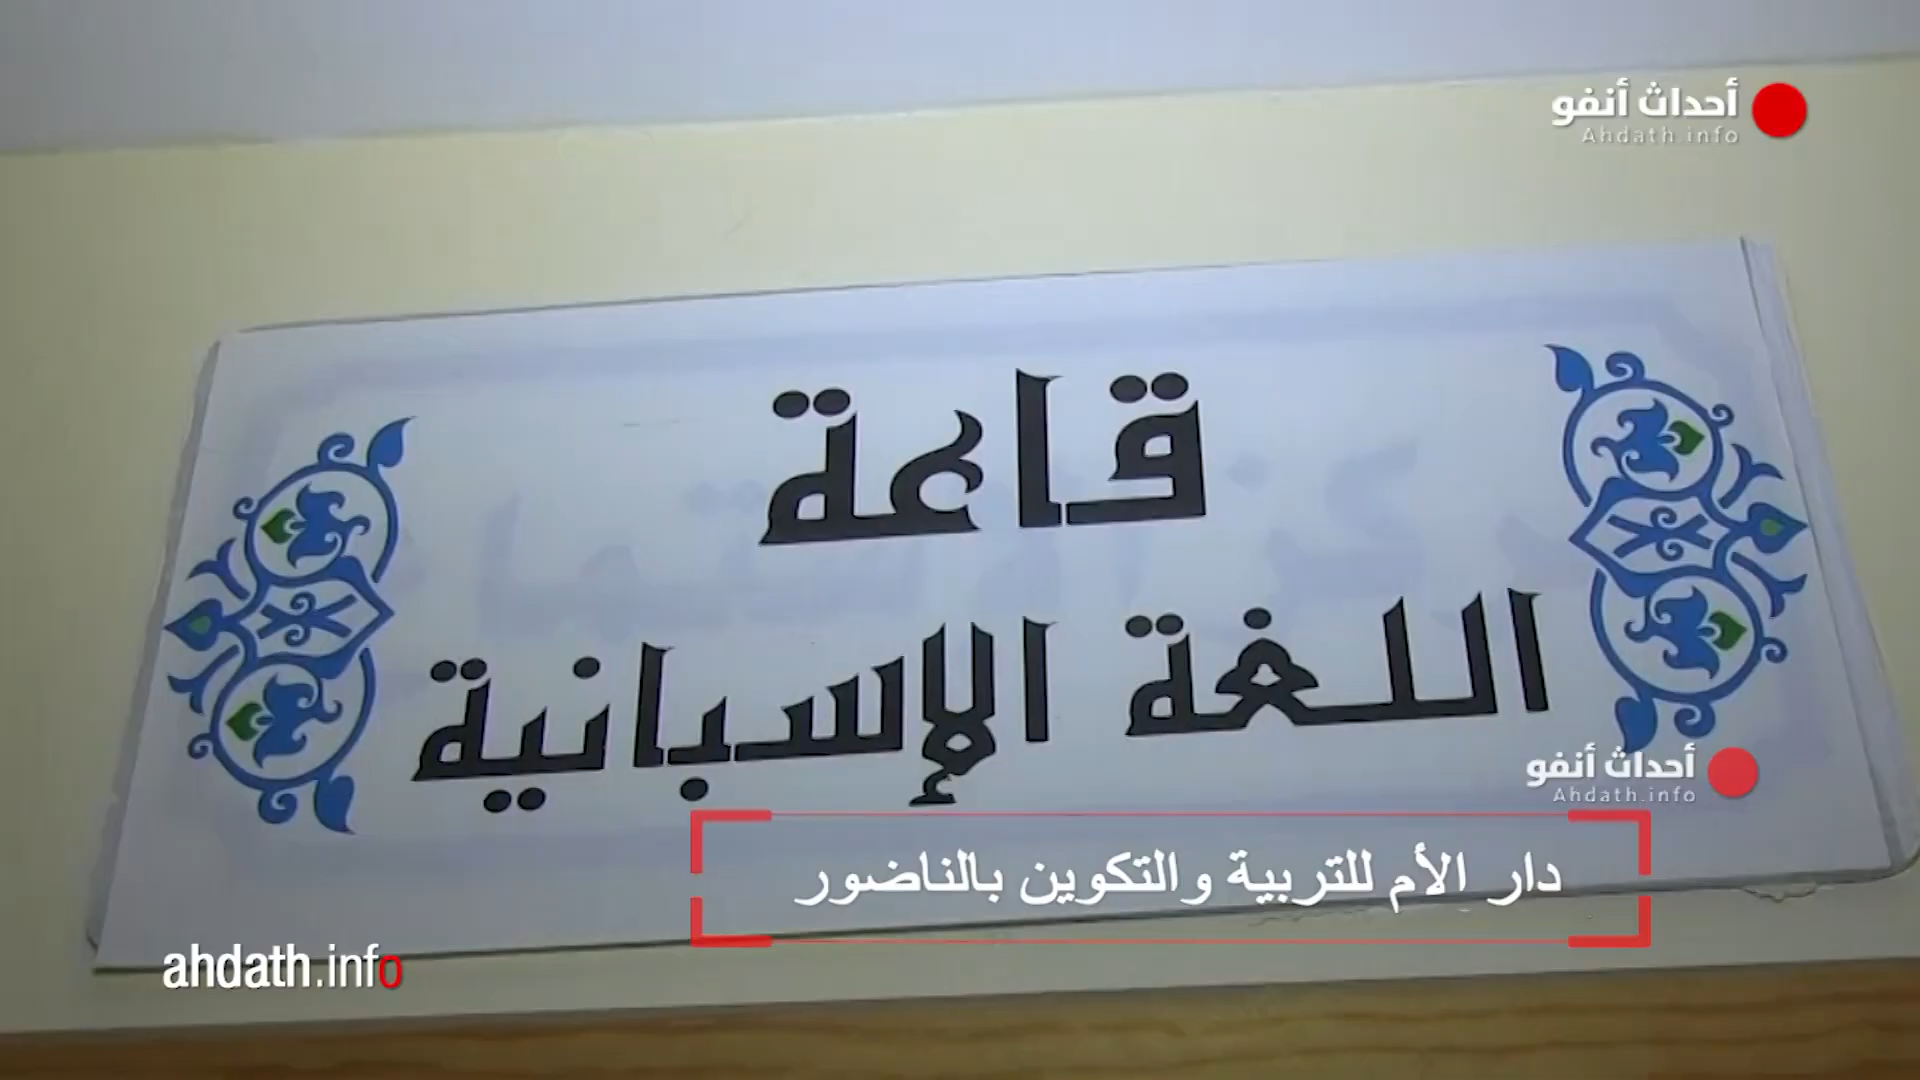 أحداث أنفو
Ahdath.info
قاعة
اللغة الإسبانية
أحداث أنفو
Ahdath.info
دار الأم للتربية والتكوين بالناضور
ahdath.info